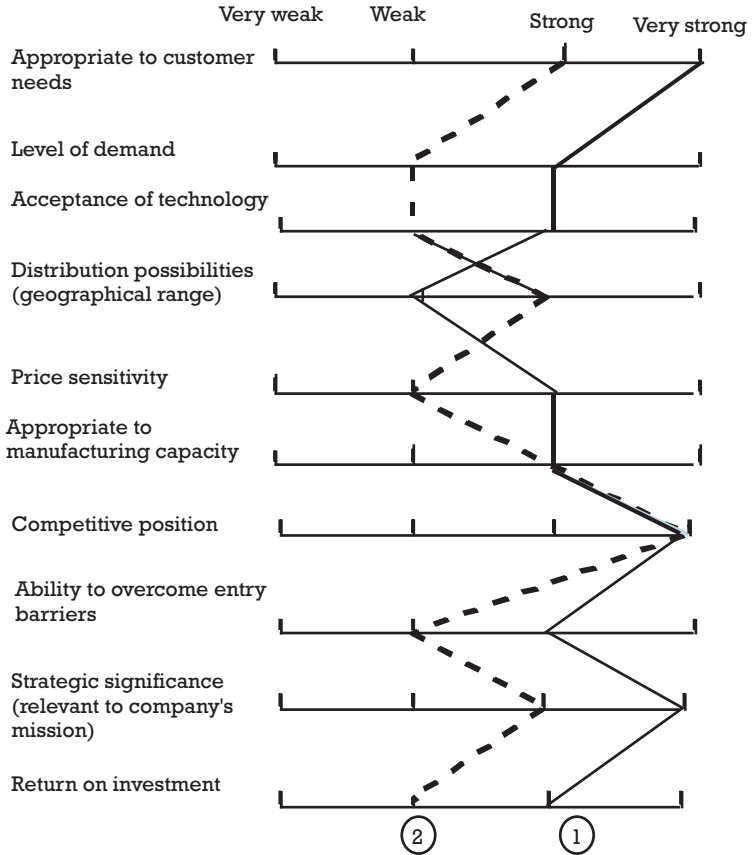 Very weak
Weak
Strong
Very strong
Appropriate to customer
needs
Level of demand
Acceptance of technology
Distribution possibilities
(geographical range)
Price sensitivity
Appropriate to
manufacturing capacity
Competitive position
Ability to overcome entry
barriers
Strategic significance
(relevant to company's
mission)
Return on investment
2
1